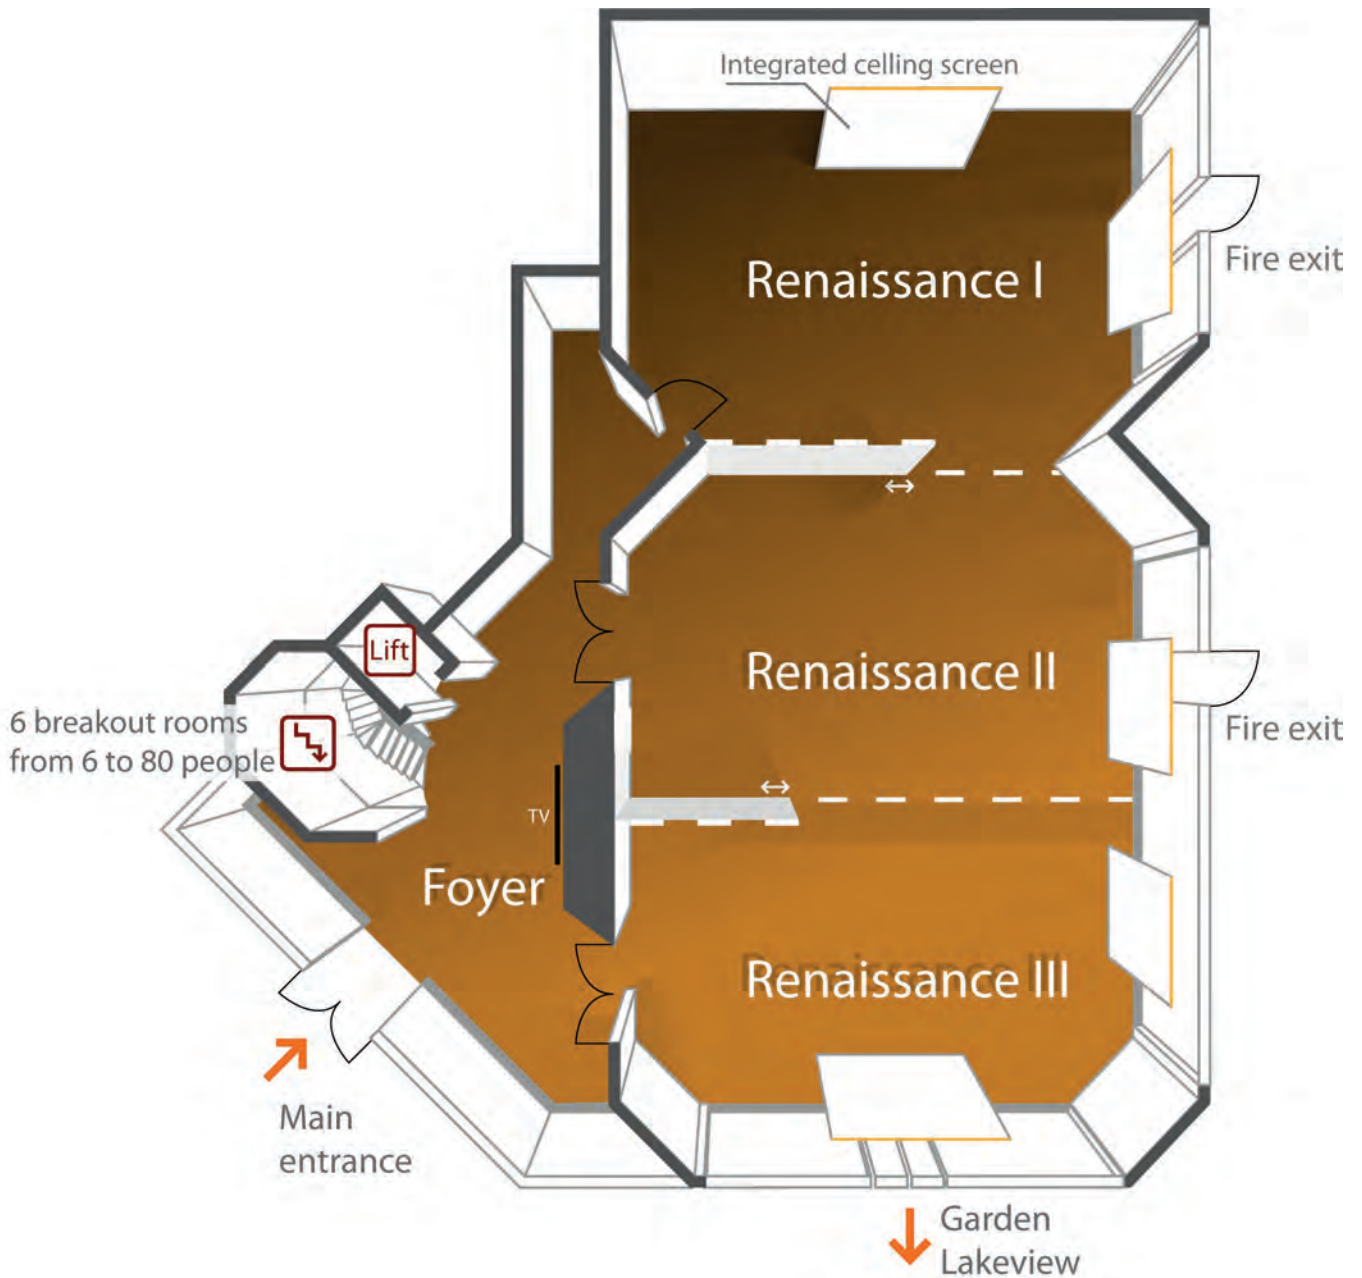 Integrated celling screen
Renaissance I
Fire exit
Lift
Renaissance II
6 breakout rooms
from 6 to 80 people
Fire exit
TV
Foyer
Renaissance III
Main
entrance
Garden
Lakeview